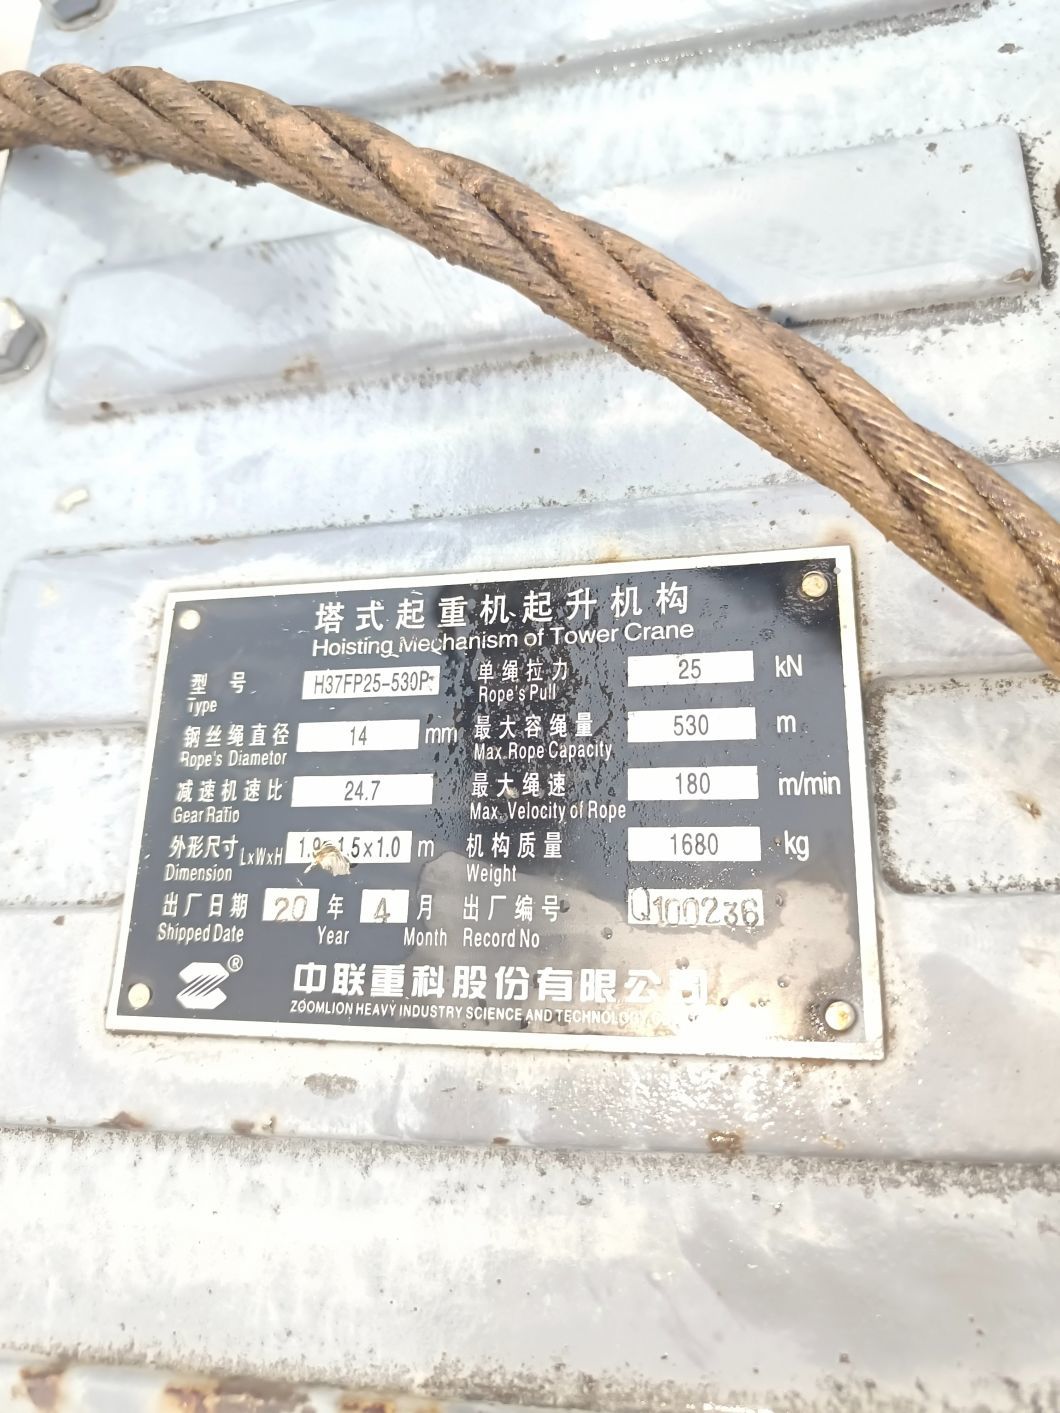 塔式起重机起升机构
Hoisting Mechanism of Tower Crane
型 号 H37FP25-530P 单绳拉力 25 kN
Type Rope's Pull
钢丝绳直径 14 mm 最大容绳量 530 m
Rope's Diametor Max.Rope Capacity
减速机速比 24.7 最大绳速 180 m/min
Gear Ratio Max. Velocity of Rope
外形尺寸 LxWxH 1.9 1.5x1.0 m 机构质量 1680 kg
Dimension Weight
出厂日期 20 年 4 月 出厂编号 Q100236
Shipped Date Year Month Record No
® 中联重科股份有限公司
ZOOMLION HEAVY INDUSTRY SCIENCE AND TECHNOLOGY